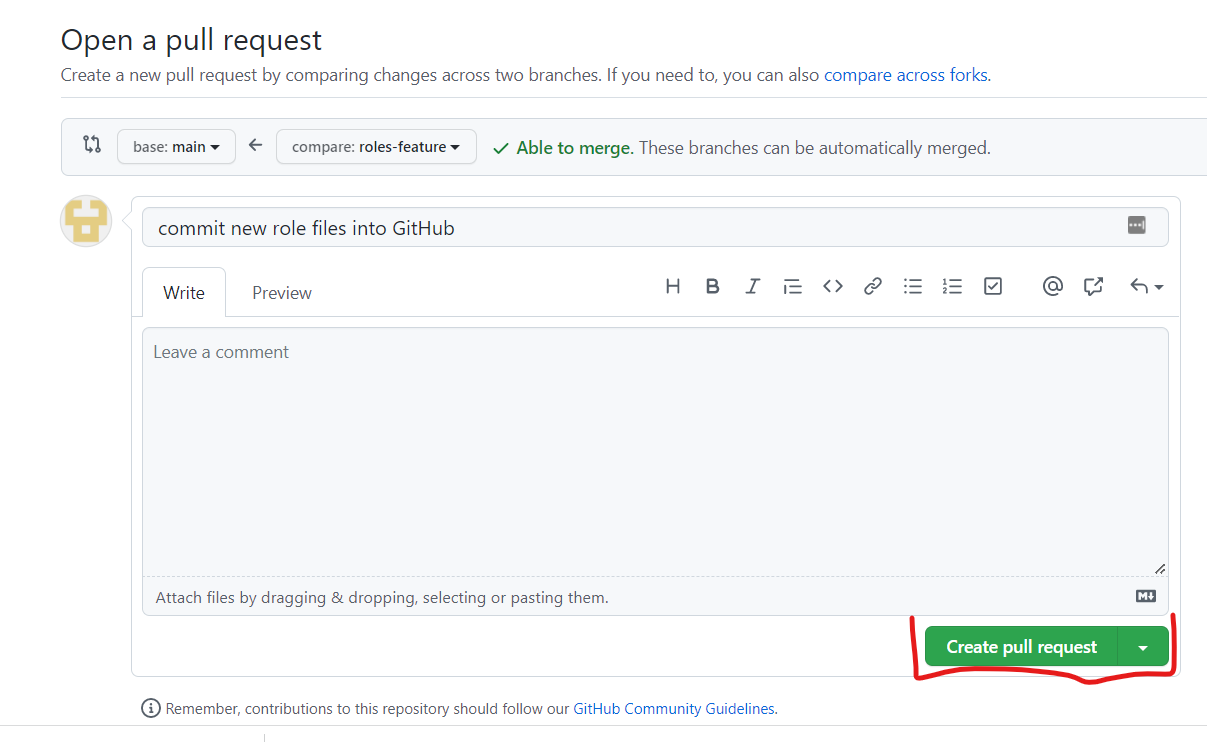 Open a pull request
Create a new pull request by comparing changes across two branches. If you need to, you can also compare across forks.
base: main compare: roles-feature Able to merge. These branches can be automatically merged.
commit new role files into GitHub
Write Preview
Leave a comment
Attach files by dragging & dropping, selecting or pasting them.
Create pull request
Remember, contributions to this repository should follow our GitHub Community Guidelines.